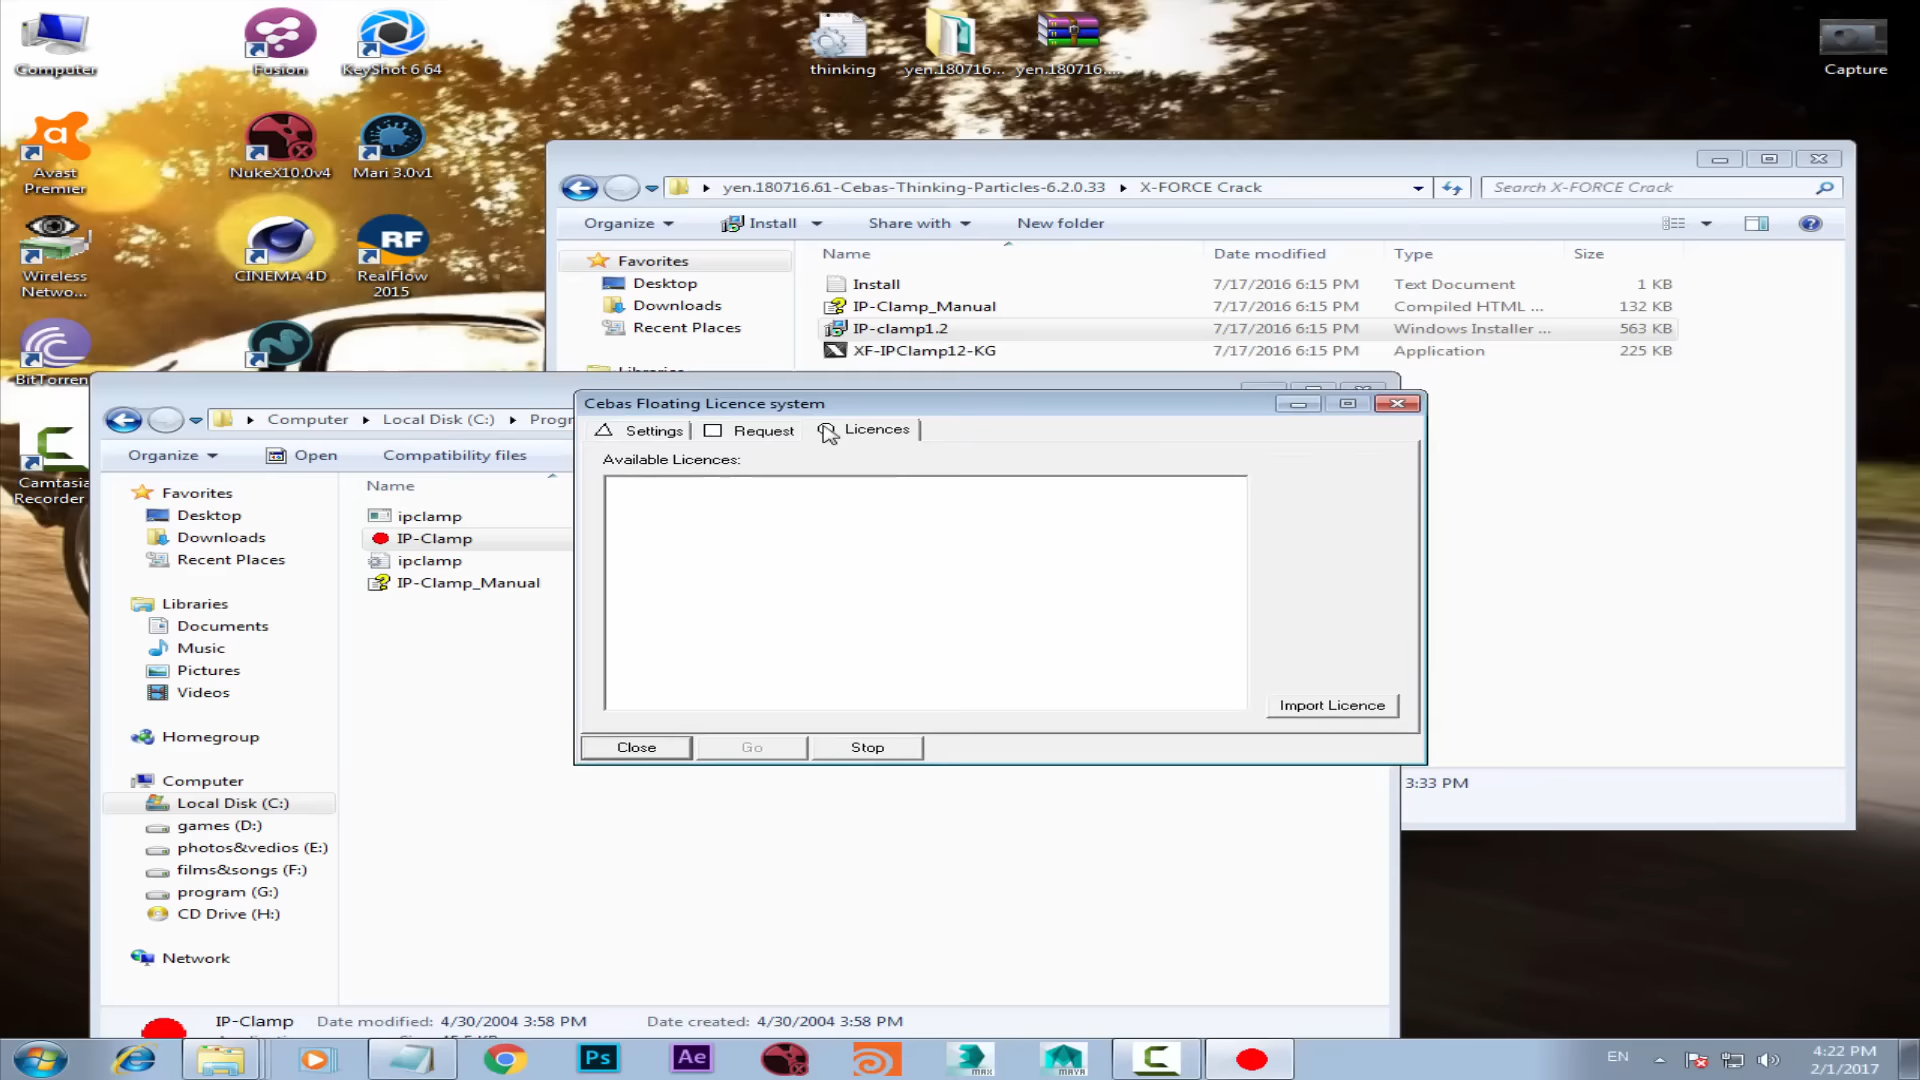 Computer
Fusion
KeyShot 6 64
thinking
yen.180716...
yen.180716....
Capture
Avast
Premier
NukeX10.0v4
Mari 3.0v1
Wireless
Netwo...
CINEMA 4D
RF
RealFlow
2015
BitTorren
Camtasia
Recorder
yen.180716.61-Cebas-Thinking-Particles-6.2.0.33
X-FORCE Crack
Search X-FORCE Crack
Organize
Install
Share with
New folder
Favorites
Desktop
Downloads
Recent Places
Name
Date modified
Type
Size
Install
7/17/2016 6:15 PM
Text Document
1 KB
IP-Clamp_Manual
7/17/2016 6:15 PM
Compiled HTML ...
132 KB
IP-clamp1.2
7/17/2016 6:15 PM
Windows Installer ...
563 KB
XF-IPClamp12-KG
7/17/2016 6:15 PM
Application
225 KB
3:33 PM
Computer
Local Disk (C:)
Progr
Organize
Open
Compatibility files
Favorites
Desktop
Downloads
Recent Places
Libraries
Documents
Music
Pictures
Videos
Homegroup
Computer
Local Disk (C:)
games (D:)
photos&vedios (E:)
films&songs (F:)
program (G:)
CD Drive (H:)
Network
Name
ipclamp
IP-Clamp
ipclamp
IP-Clamp_Manual
IP-Clamp
Date modified: 4/30/2004 3:58 PM
Date created: 4/30/2004 3:58 PM
Cebas Floating Licence system
Settings
Request
Licences
Available Licences:
Import Licence
Close
Go
Stop
Ps
Ae
MAX
MAYA
EN
4:22 PM
2/1/2017